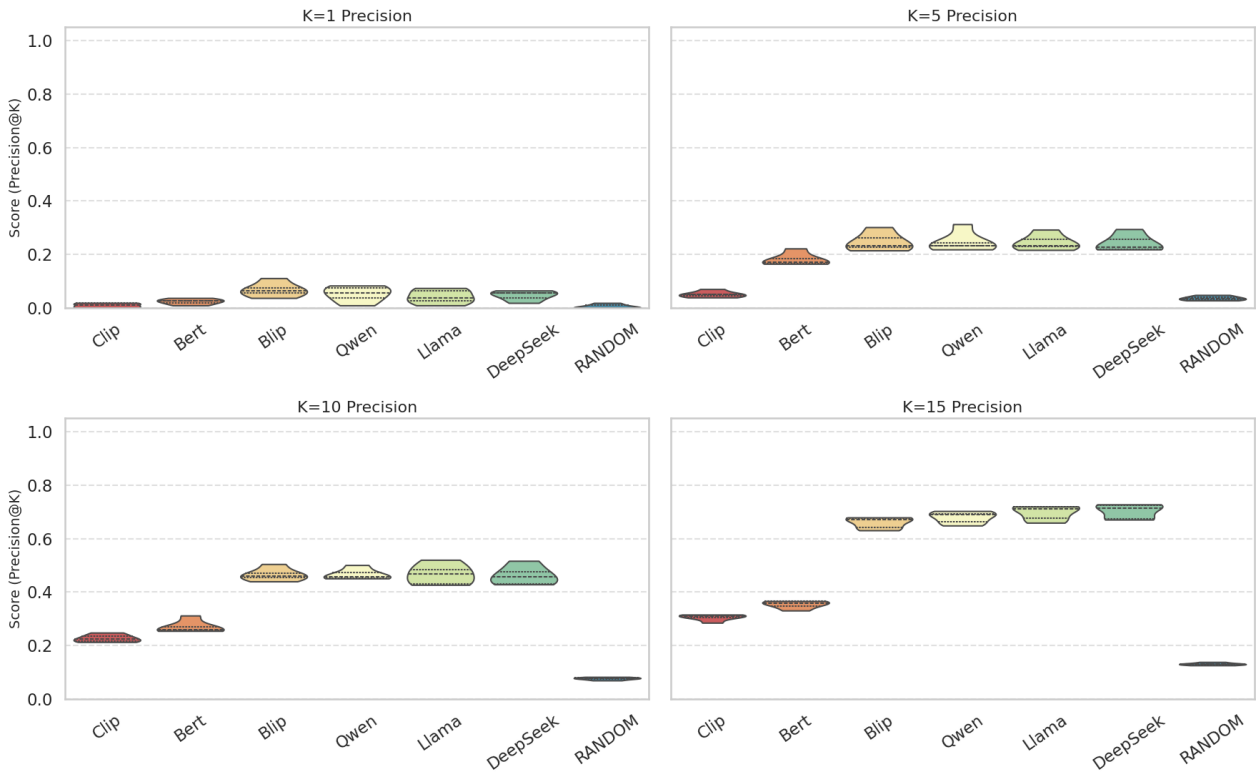 K=1 Precision
K=5 Precision
Score (Precision@K)
1.0
0.8
0.6
0.4
0.2
0.0
Clip
Bert
Blip
Qwen
Llama
DeepSeek
RANDOM
Clip
Bert
Blip
Qwen
Llama
DeepSeek
RANDOM
K=10 Precision
K=15 Precision
Score (Precision@K)
1.0
0.8
0.6
0.4
0.2
0.0
Clip
Bert
Blip
Qwen
Llama
DeepSeek
RANDOM
Clip
Bert
Blip
Qwen
Llama
DeepSeek
RANDOM